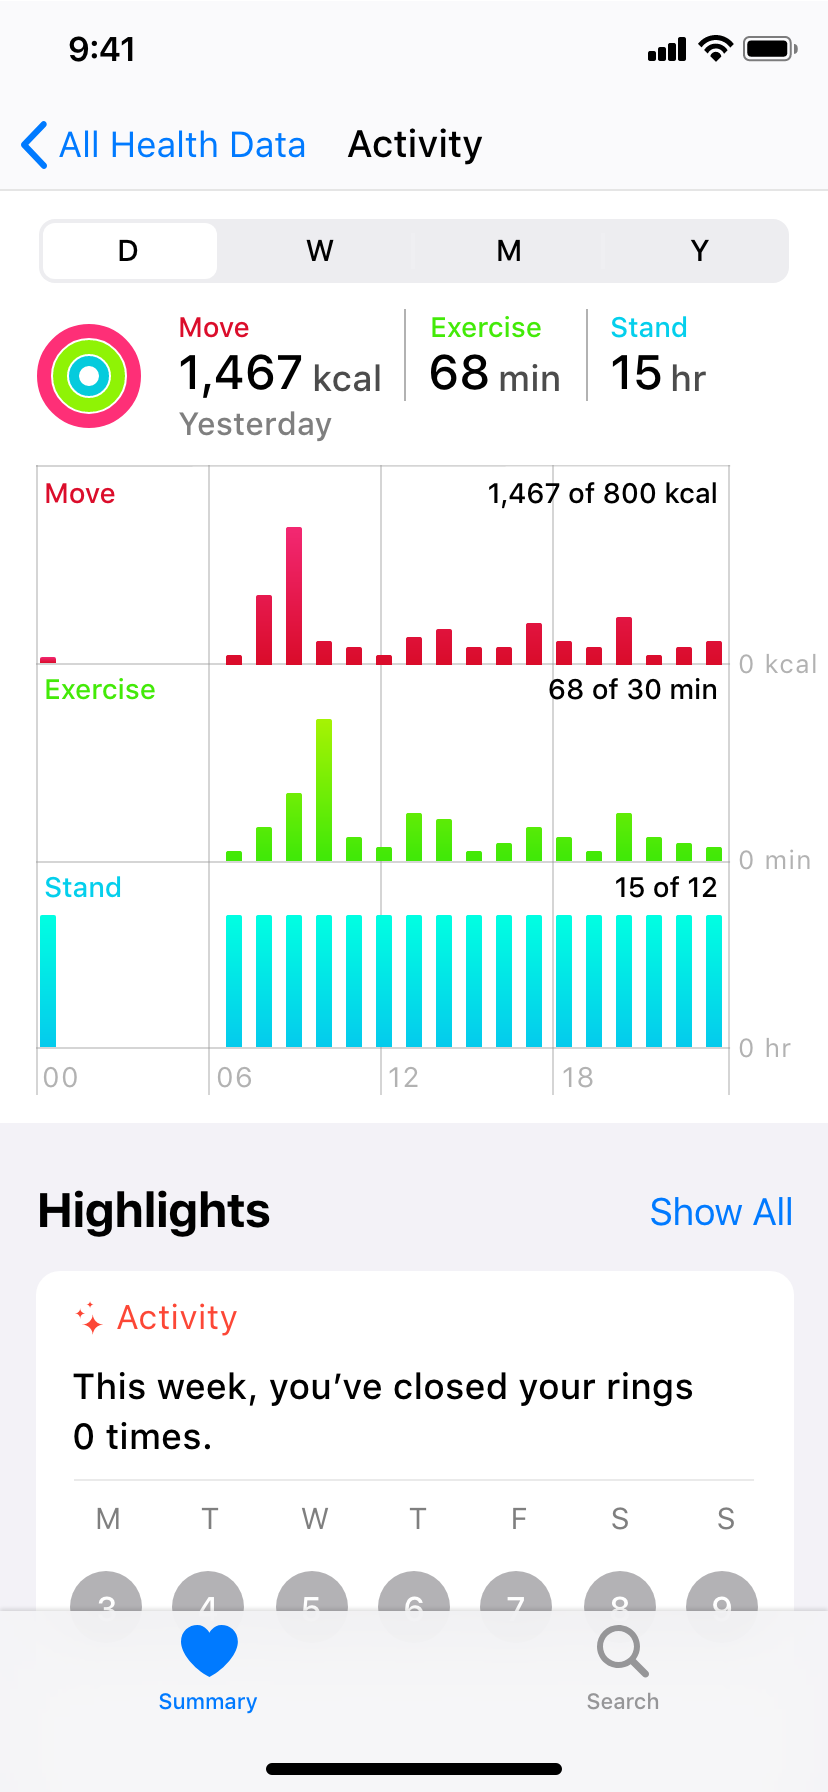 9:41
All Health Data Activity
D W M Y
Move Exercise Stand
1,467 kcal 68 min 15 hr
Yesterday
Move 1,467 of 800 kcal
0 kcal
Exercise 68 of 30 min
0 min
Stand 15 of 12
0 hr
00 06 12 18
Highlights Show All
Activity
This week, you’ve closed your rings
0 times.
M T W T F S S
3 4 5 6 7 8 9
Summary Search